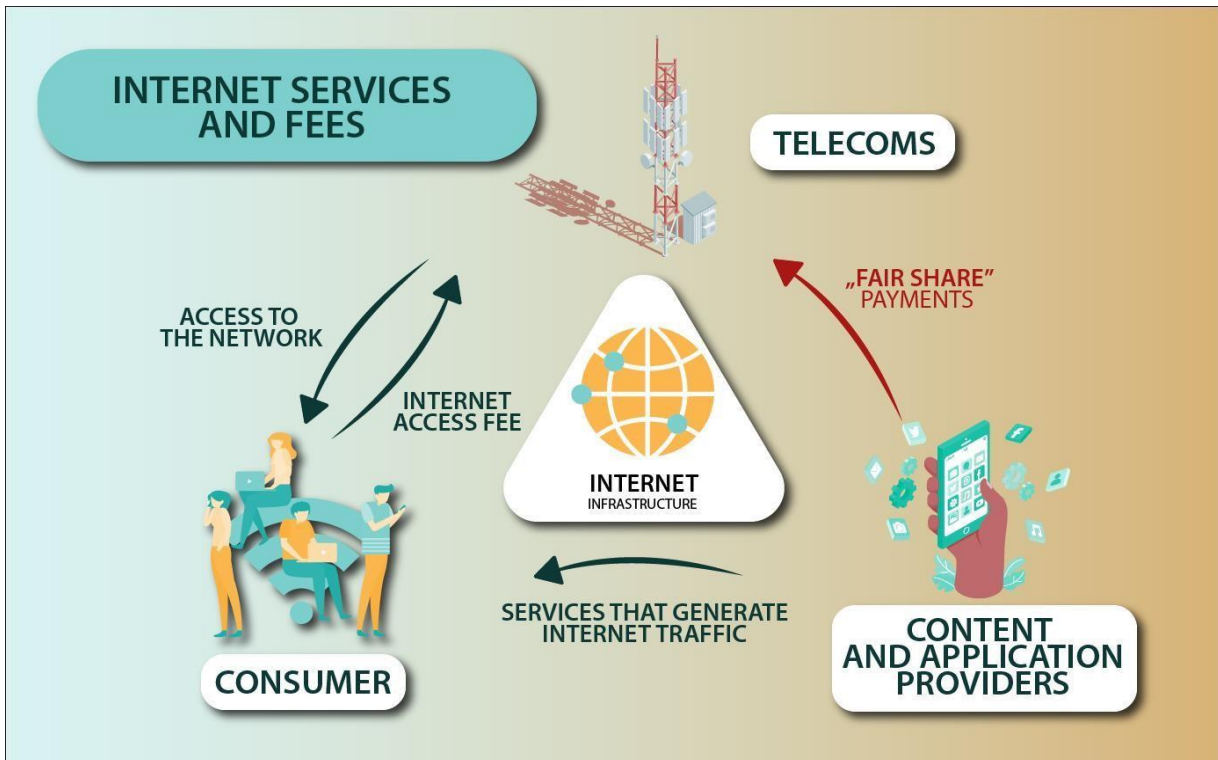 INTERNET SERVICES
AND FEES
TELECOMS
„FAIR SHARE”
PAYMENTS
ACCESS TO
THE NETWORK
INTERNET
ACCESS FEE
INTERNET
INFRASTRUCTURE
SERVICES THAT GENERATE
INTERNET TRAFFIC
CONSUMER
CONTENT
AND APPLICATION
PROVIDERS